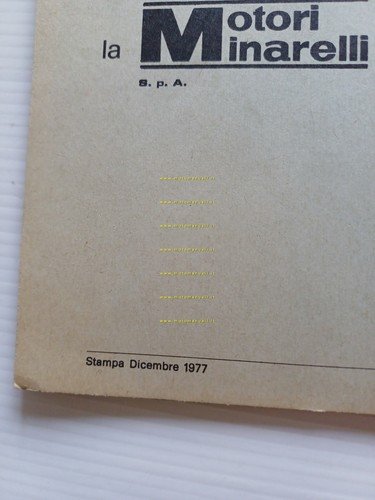 la Motori Minarelli
S. p. A.
Stampa Dicembre 1977